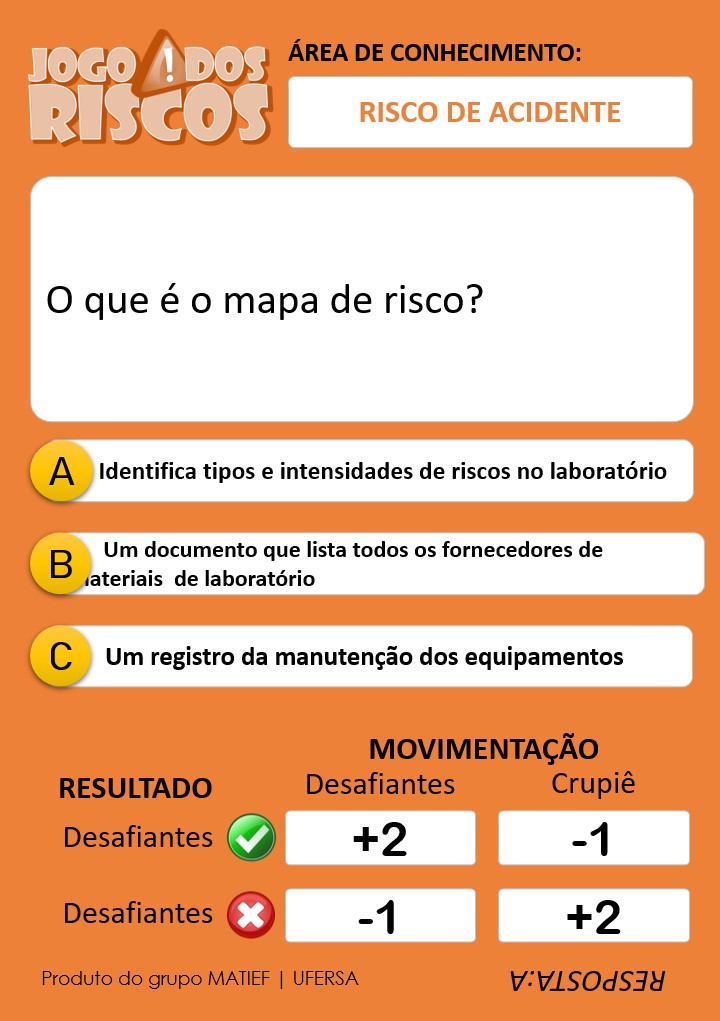 JOGO ! DOS
RISCOS
ÁREA DE CONHECIMENTO:
RISCO DE ACIDENTE
O que é o mapa de risco?
A Identifica tipos e intensidades de riscos no laboratório
B Um documento que lista todos os fornecedores de
ateriais de laboratório
C Um registro da manutenção dos equipamentos
MOVIMENTAÇÃO
RESULTADO Desafiantes Crupiê
Desafiantes +2 -1
Desafiantes -1 +2
Produto do grupo MATIEF | UFERSA
RESPOSTA:A